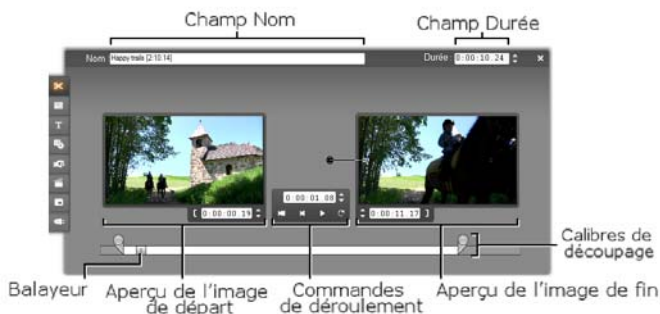 Champ Nom
Champ Durée
Nom Happy trails [2:10.14]
Durée 0:00:10.24
T
0:00:01.08
[ 0:00:00.19
0:00:11.17 ]
Calibres de
découpage
Balayeur
Aperçu de l'image
de départ
Commandes
de déroulement
Aperçu de l'image de fin